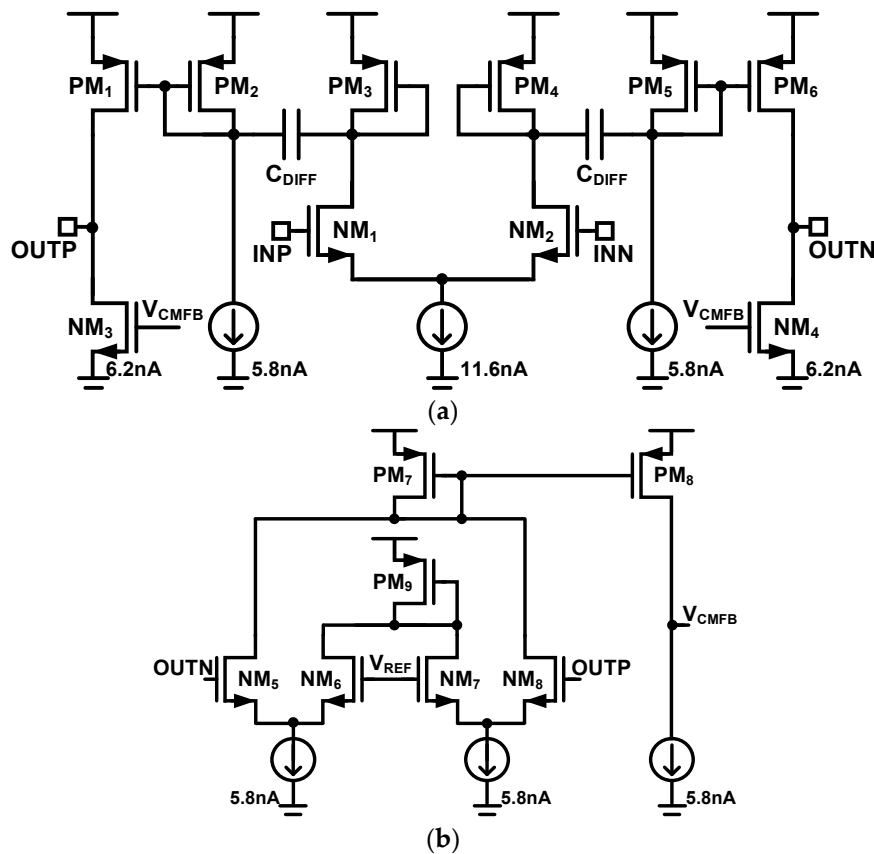 PM1 PM2 PM3 PM4 PM5 PM6
CDIFF CDIFF
OUTP INP NM1 NM2 INN OUTN
NM3 VCMFB VCMFB NM4
6.2nA 5.8nA 11.6nA 5.8nA 6.2nA
(a)
PM7 PM8
PM9
VCMFB
OUTN NM5 NM6 VREF NM7 NM8 OUTP
5.8nA 5.8nA 5.8nA
(b)